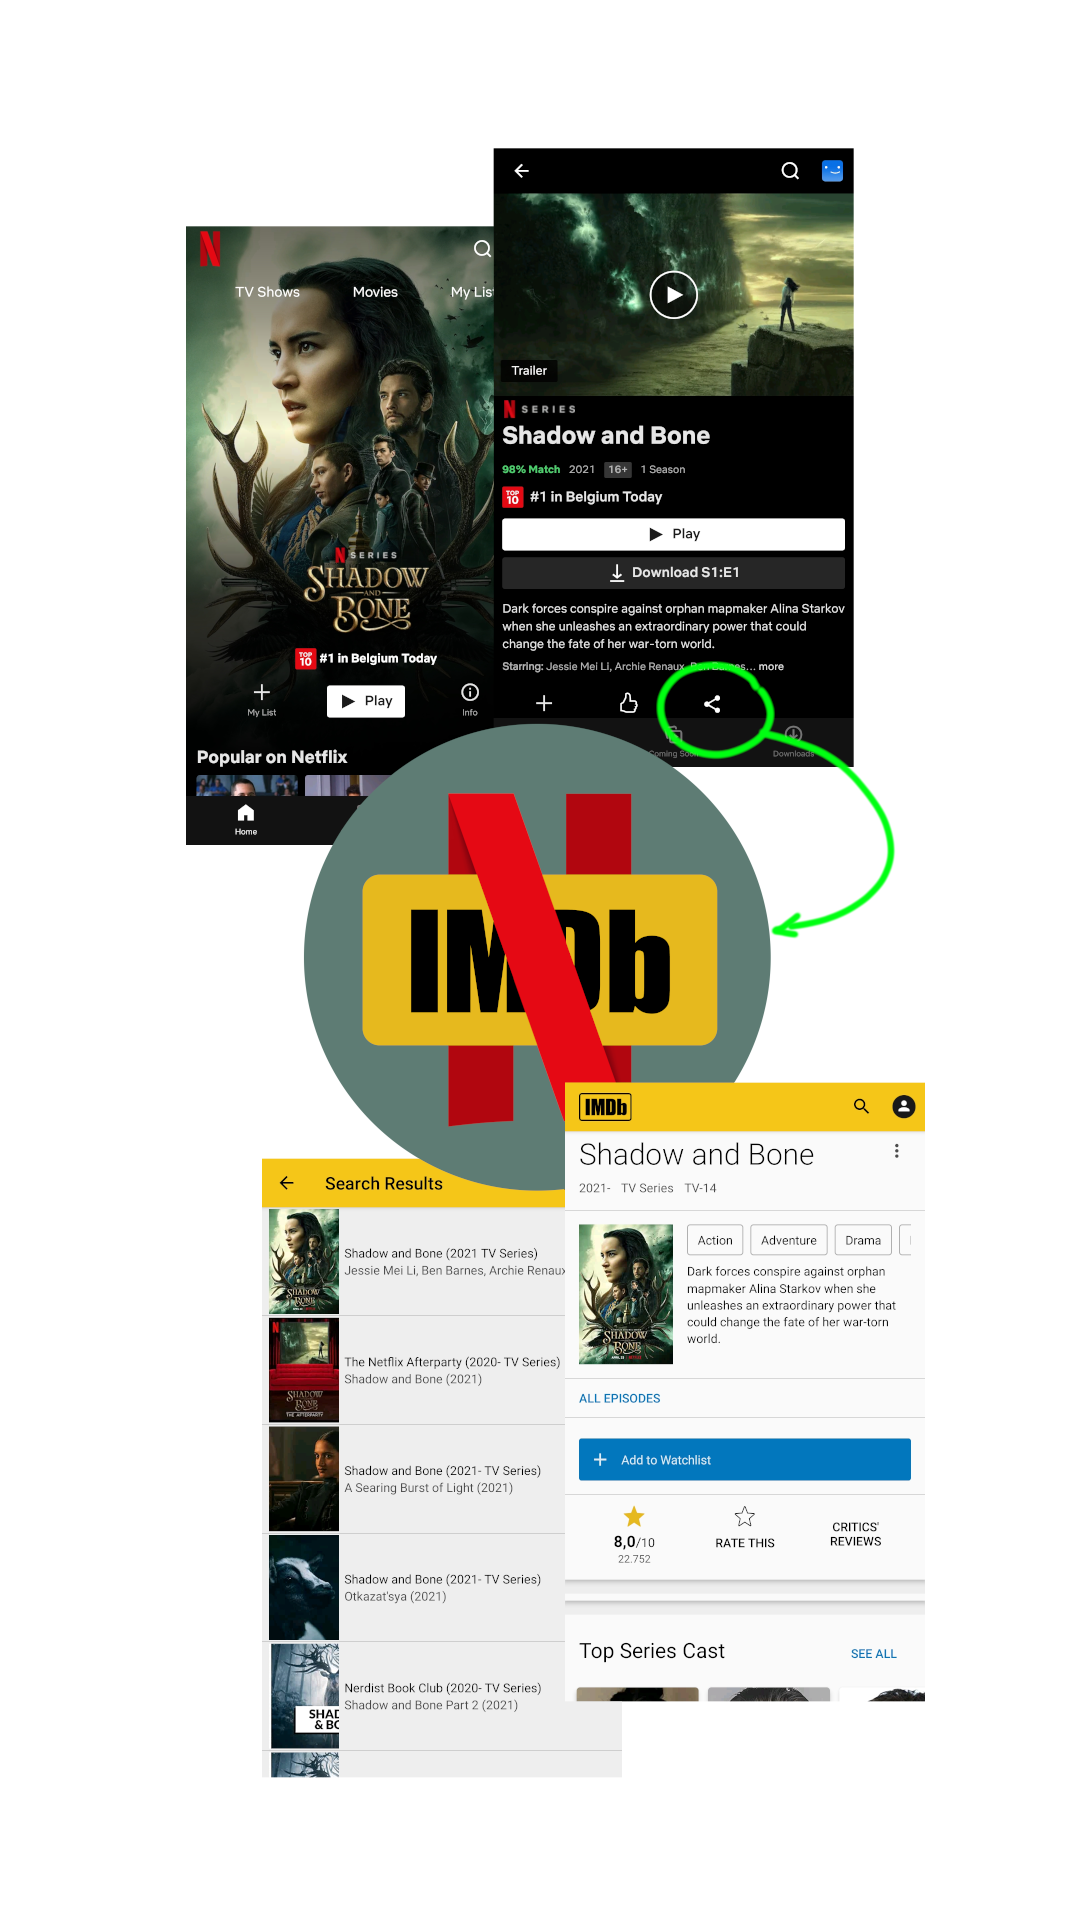 TV Shows
Movies
My List
N SERIES
SHADOW
AND
BONE
TOP 10 #1 in Belgium Today
My List
Play
Info
Popular on Netflix
Home
Trailer
N SERIES
Shadow and Bone
98% Match 2021 16+ 1 Season
TOP 10 #1 in Belgium Today
Play
Download S1:E1
Dark forces conspire against orphan mapmaker Alina Starkov
when she unleashes an extraordinary power that could
change the fate of her war-torn world.
Starring: Jessie Mei Li, Archie Renaux, Ben Barnes... more
Coming Soon
Downloads
IMDb
Search Results
Shadow and Bone (2021 TV Series)
Jessie Mei Li, Ben Barnes, Archie Renaux
The Netflix Afterparty (2020- TV Series)
Shadow and Bone (2021)
SHADOW
AND
BONE
THE AFTERPARTY
Shadow and Bone (2021- TV Series)
A Searing Burst of Light (2021)
Shadow and Bone (2021- TV Series)
Otkazat'sya (2021)
Nerdist Book Club (2020- TV Series)
Shadow and Bone Part 2 (2021)
SHAD
& BO
IMDb
Shadow and Bone
2021- TV Series TV-14
Action
Adventure
Drama
SHADOW
BONE
Dark forces conspire against orphan
mapmaker Alina Starkov when she
unleashes an extraordinary power that
could change the fate of her war-torn
world.
ALL EPISODES
Add to Watchlist
8,0/10
22.752
RATE THIS
CRITICS'
REVIEWS
Top Series Cast
SEE ALL